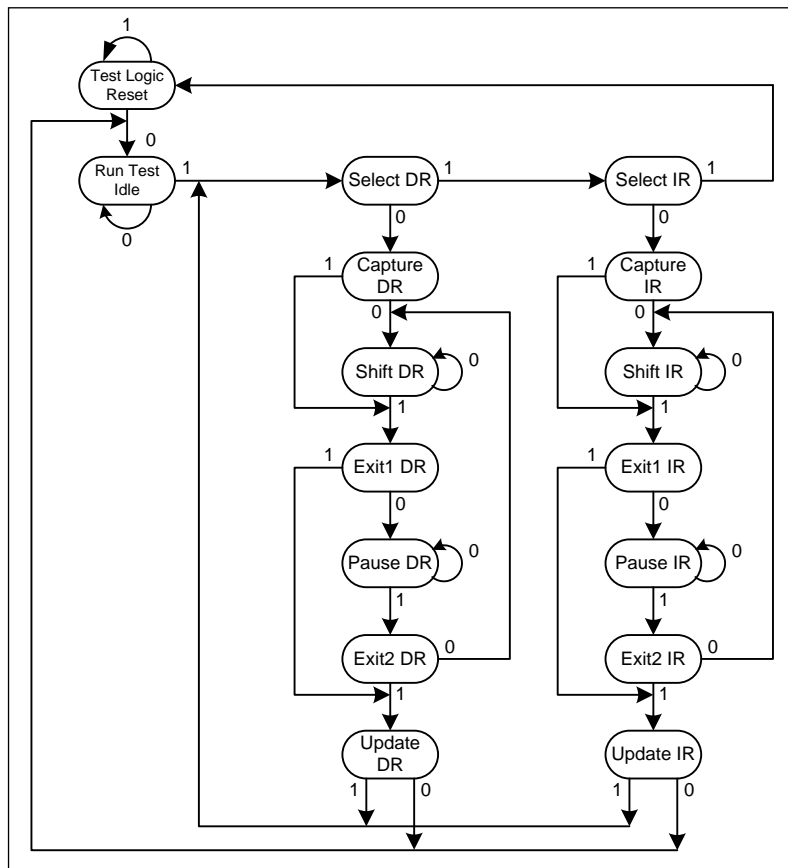 1
Test Logic
Reset
0
Run Test
Idle
1
0
Select DR
1
Select IR
1
0
0
1
Capture
DR
1
Capture
IR
0
0
Shift DR
0
Shift IR
0
1
1
1
Exit1 DR
1
Exit1 IR
0
0
Pause DR
0
Pause IR
0
1
1
Exit2 DR
0
Exit2 IR
0
1
1
Update
DR
Update IR
1
0
1
0